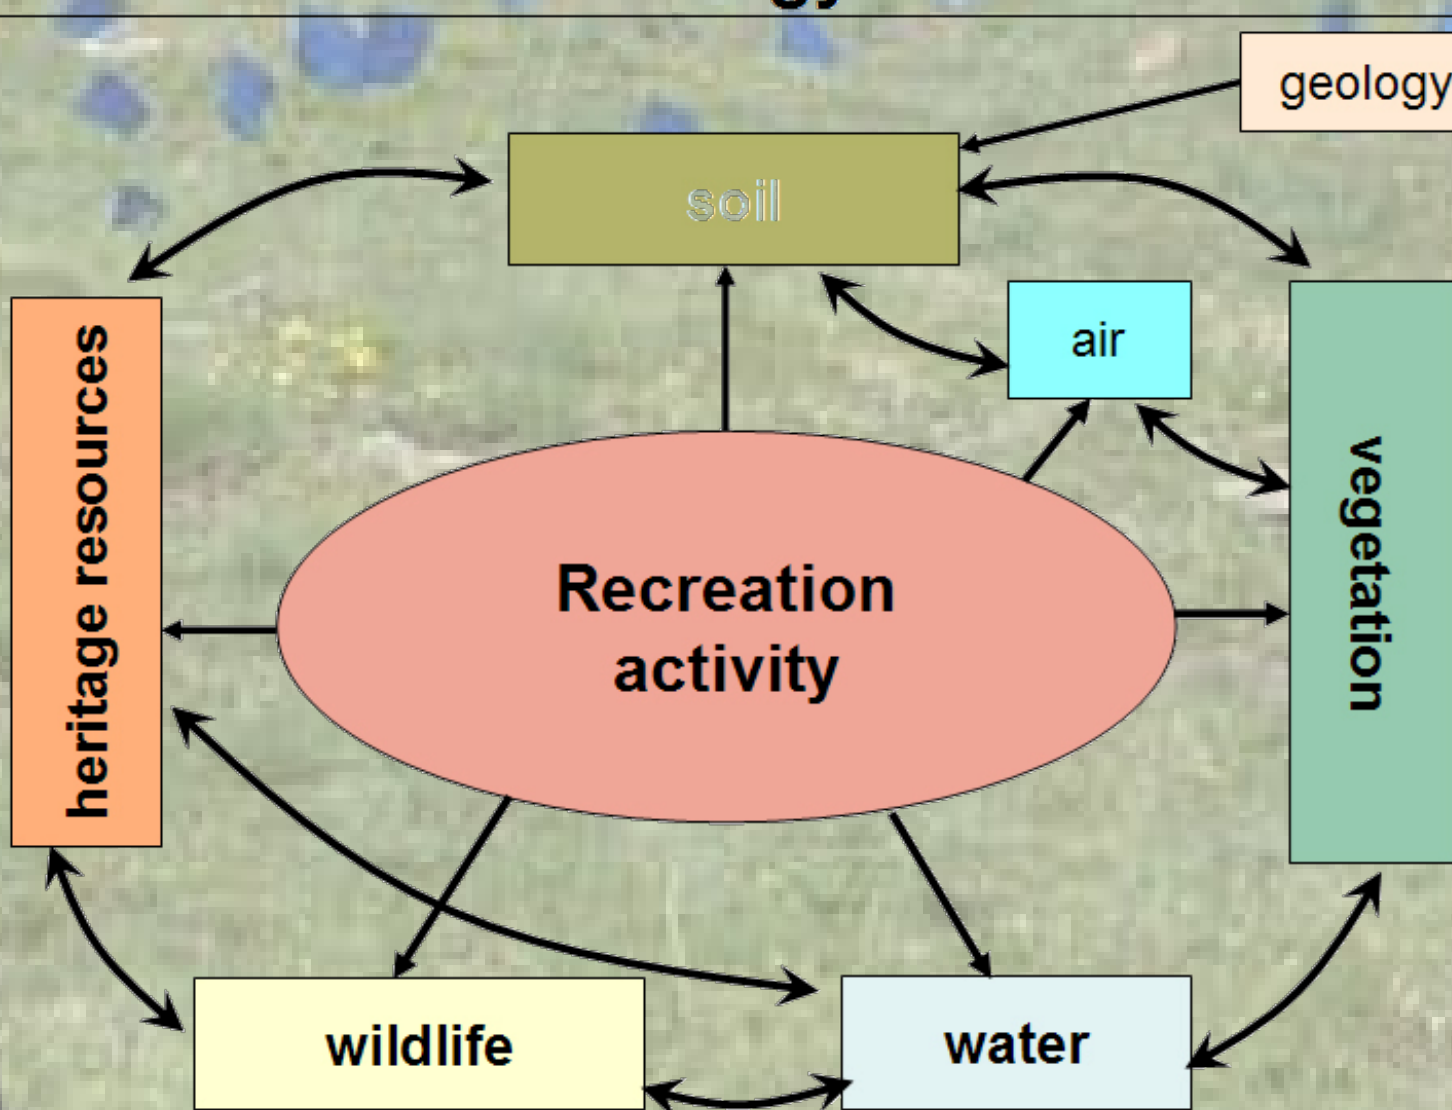 geology
soil
air
heritage resources
vegetation
Recreation
activity
wildlife
water